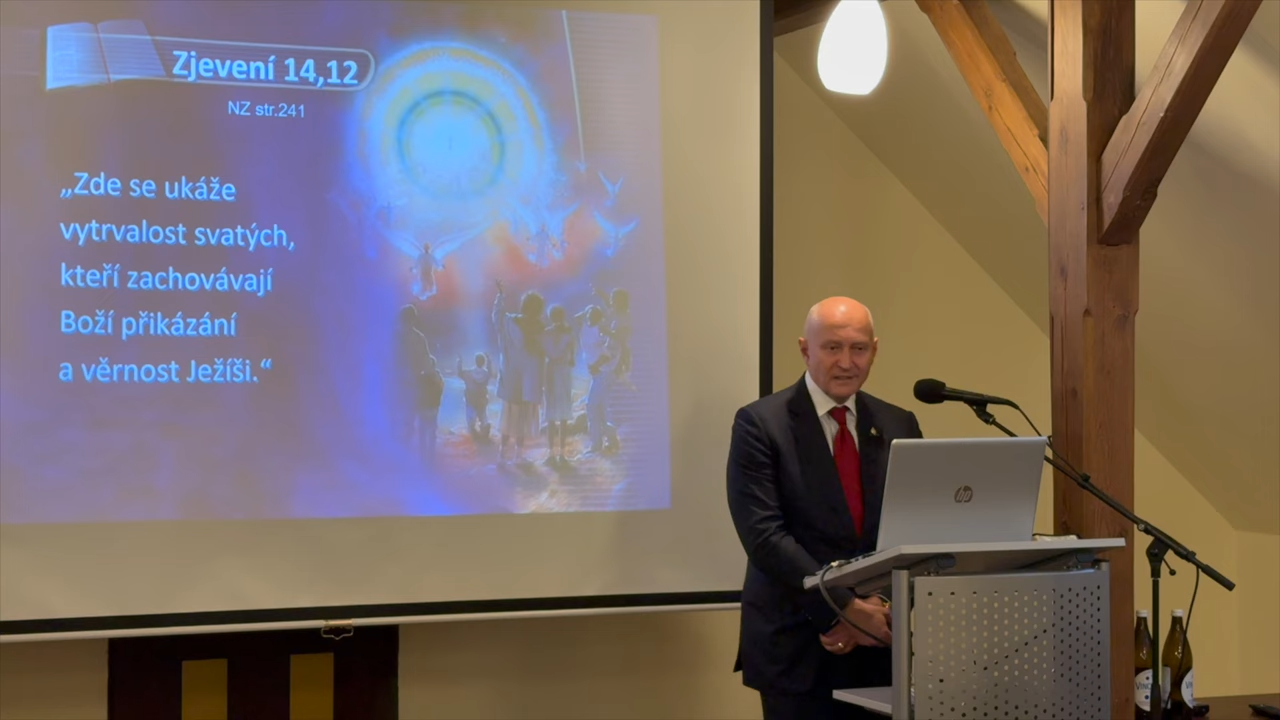 Zjevení 14,12
NZ str.241
„Zde se ukáže
vytrvalost svatých,
kteří zachovávají
Boží přikázání
a věrnost Ježíši.“
hp